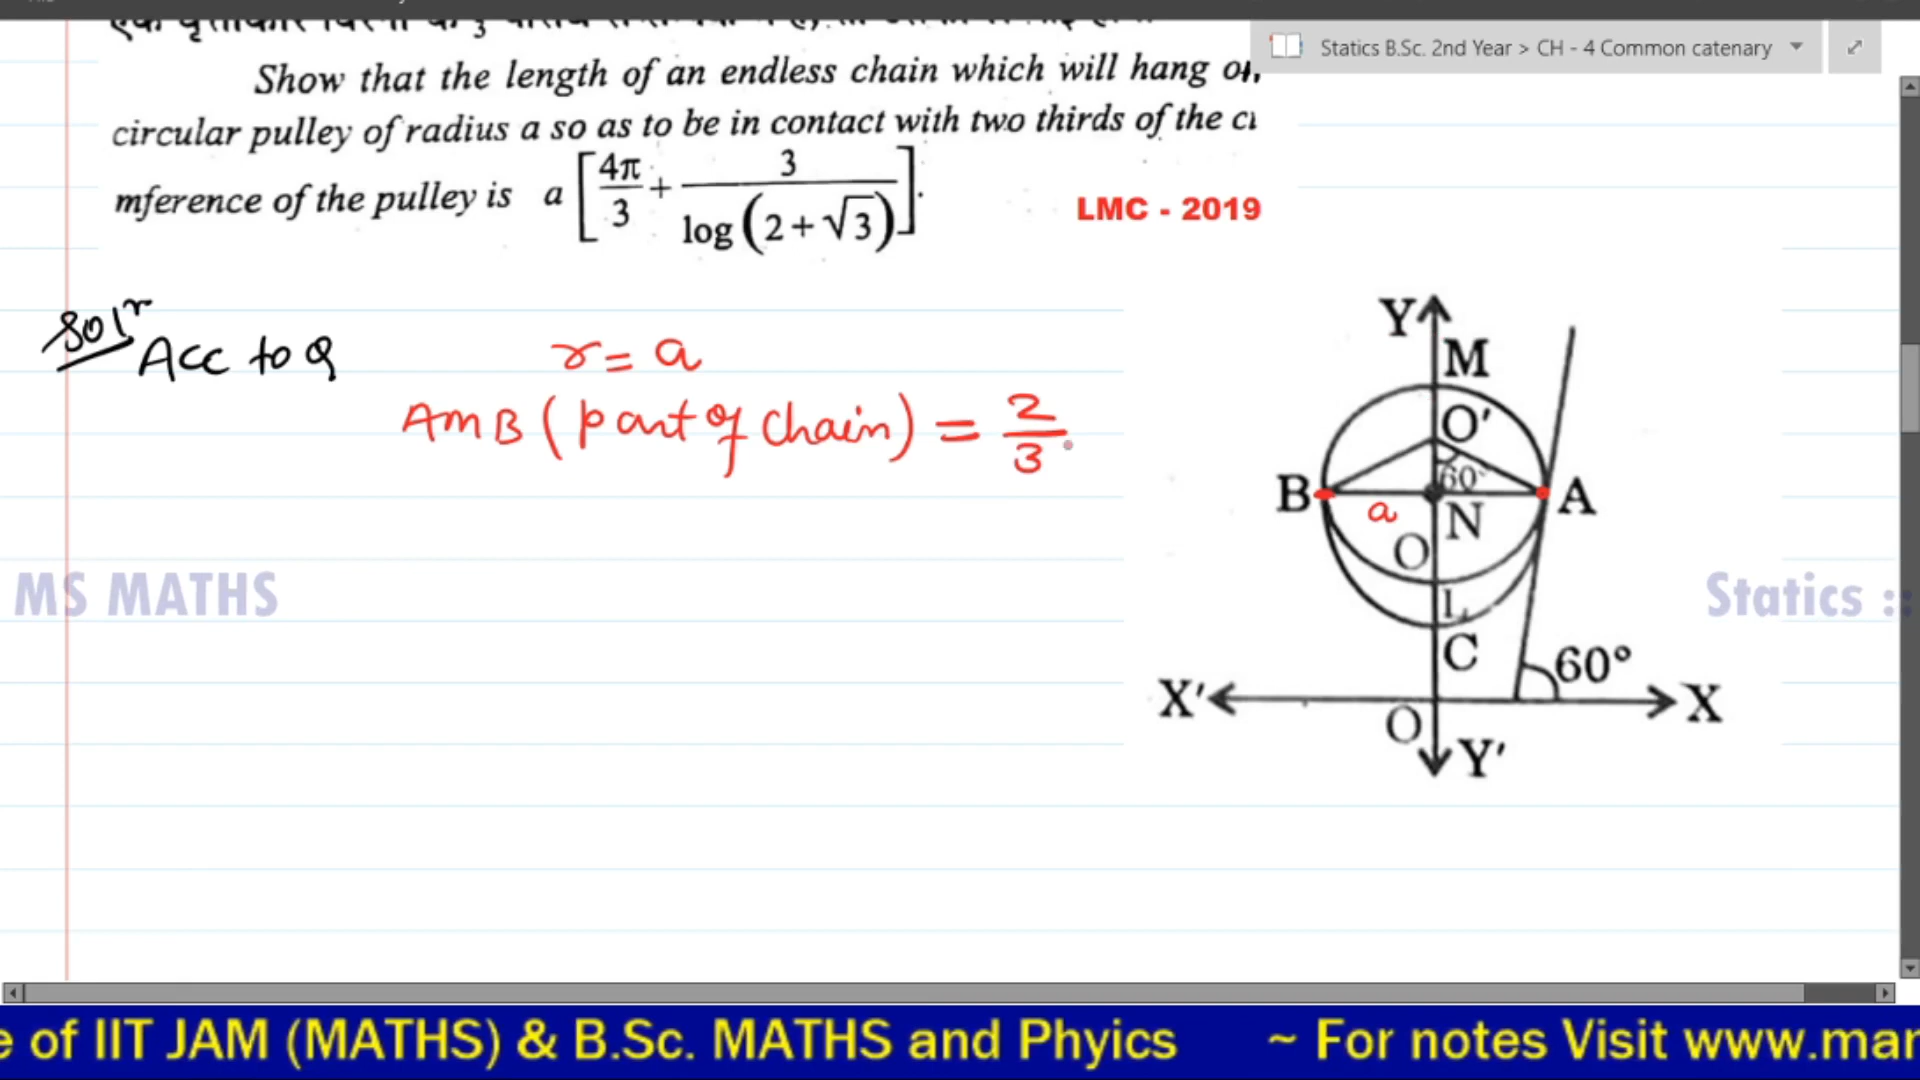 Statics B.Sc. 2nd Year > CH - 4 Common catenary
Show that the length of an endless chain which will hang
circular pulley of radius a so as to be in contact with two thirds of the
mference of the pulley is a [4π/3 + 3/log (2+√3)].
LMC - 2019
Solⁿ
Acc to Q
r = a
AMB (part of chain) = 2/3
Y
M
O'
60°
B
a
N
A
O
L
C
60°
X'
X
O
Y'
MS MATHS
Statics ::
e of IIT JAM (MATHS) & B.Sc. MATHS and Phyics ~ For notes Visit www.mar